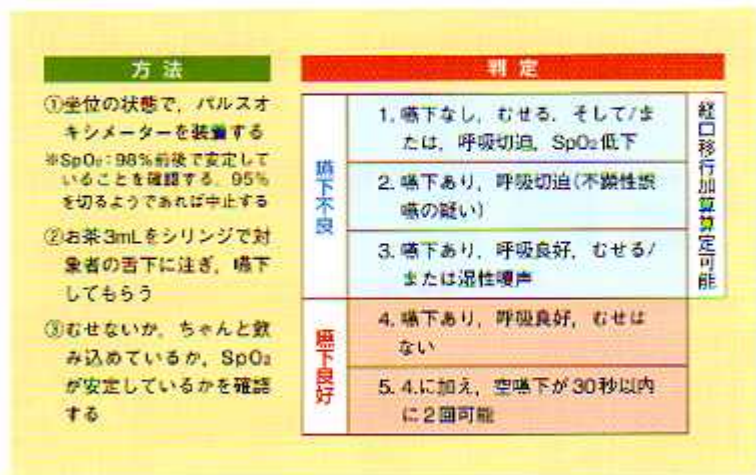 方法
①坐位の状態で，パルスオ
キシメーターを装着する
※SpO₂：98％前後で安定して
いることを確認する．95％
を切るようであれば中止する
②お茶3mLをシリンジで対
象者の舌下に注ぎ，嚥下
してもらう
③むせないか，ちゃんと飲
み込めているか，SpO₂
が安定しているかを確認
する
判定
嚥下不良
1. 嚥下なし，むせる，そして/ま
たは，呼吸切迫，SpO₂低下
2. 嚥下あり，呼吸切迫（不顕性誤
嚥の疑い）
3. 嚥下あり，呼吸良好，むせる/
または湿性嗄声
経口移行加算算定可能
嚥下良好
4. 嚥下あり，呼吸良好，むせは
ない
5. 4.に加え，空嚥下が30秒以内
に2回可能